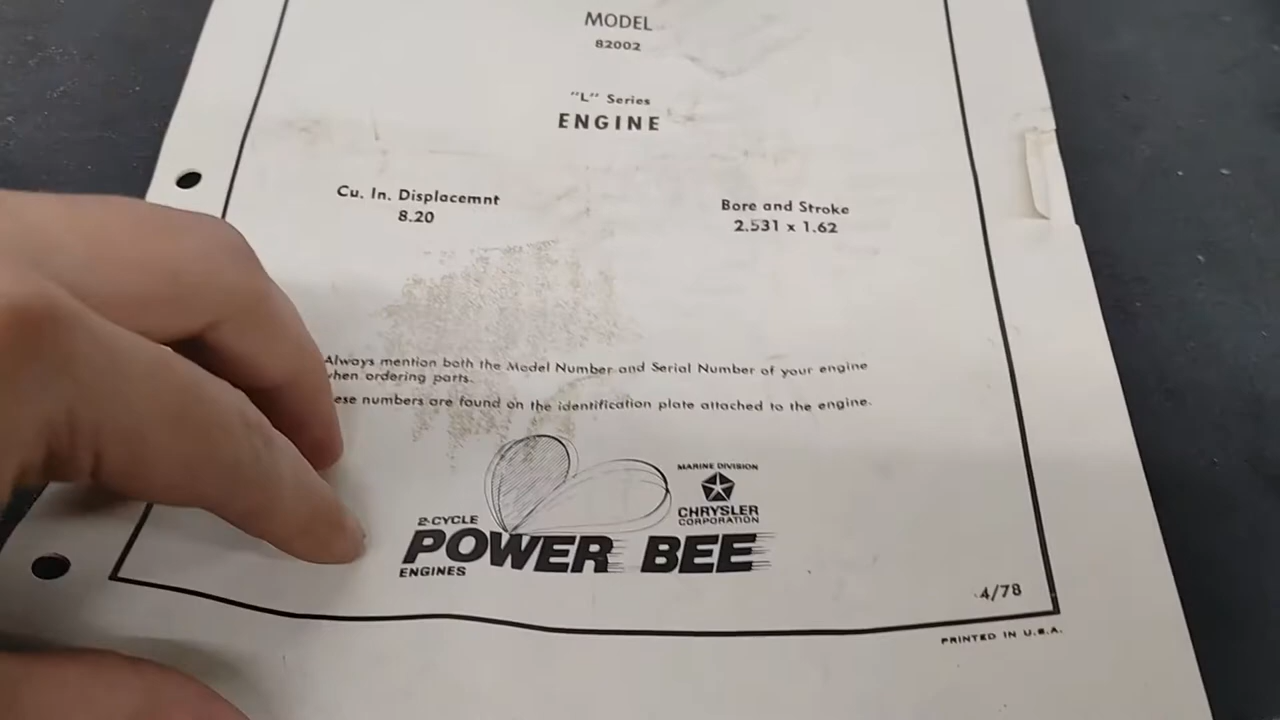 MODEL
82002
"L" Series
ENGINE
Cu. In. Displacemnt
8.20
Bore and Stroke
2.531 x 1.62
Always mention both the Model Number and Serial Number of your engine
when ordering parts.
ese numbers are found on the identification plate attached to the engine.
MARINE DIVISION
CHRYSLER
CORPORATION
2-CYCLE
POWER BEE
ENGINES
4/78
PRINTED IN U.S.A.